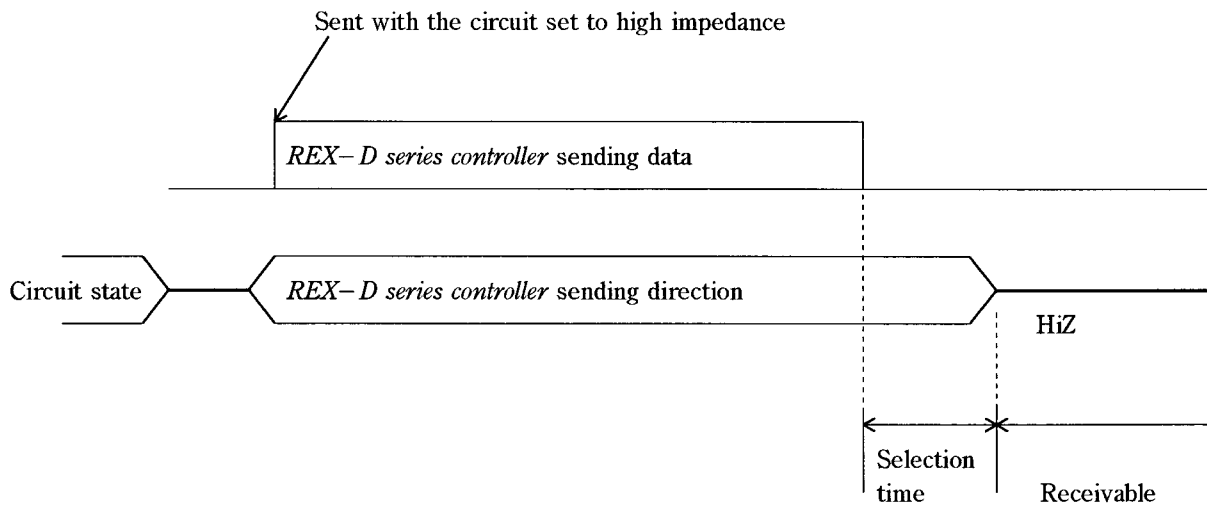 Sent with the circuit set to high impedance
REX-D series controller sending data
Circuit state
REX-D series controller sending direction
HiZ
Selection
time
Receivable